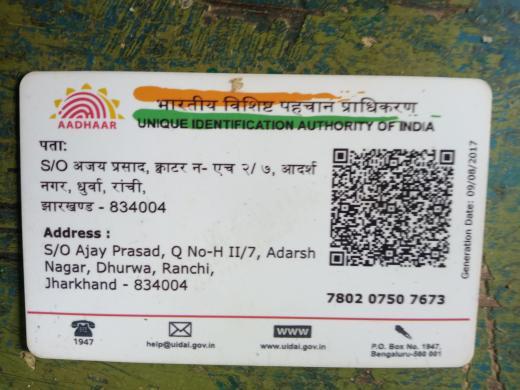 भारतीय विशिष्ट पहचान प्राधिकरण
AADHAAR
UNIQUE IDENTIFICATION AUTHORITY OF INDIA
पता:
S/O अजय प्रसाद, क्वाटर न- एच २/ ७, आदर्श
नगर, धुर्वा, रांची,
झारखण्ड - 834004
Address :
S/O Ajay Prasad, Q No-H II/7, Adarsh
Nagar, Dhurwa, Ranchi,
Jharkhand - 834004
Generation Date: 09/08/2017
7802 0750 7673
1947
help@uidai.gov.in
www
www.uidai.gov.in
P.O. Box No. 1947,
Bengaluru-560 001